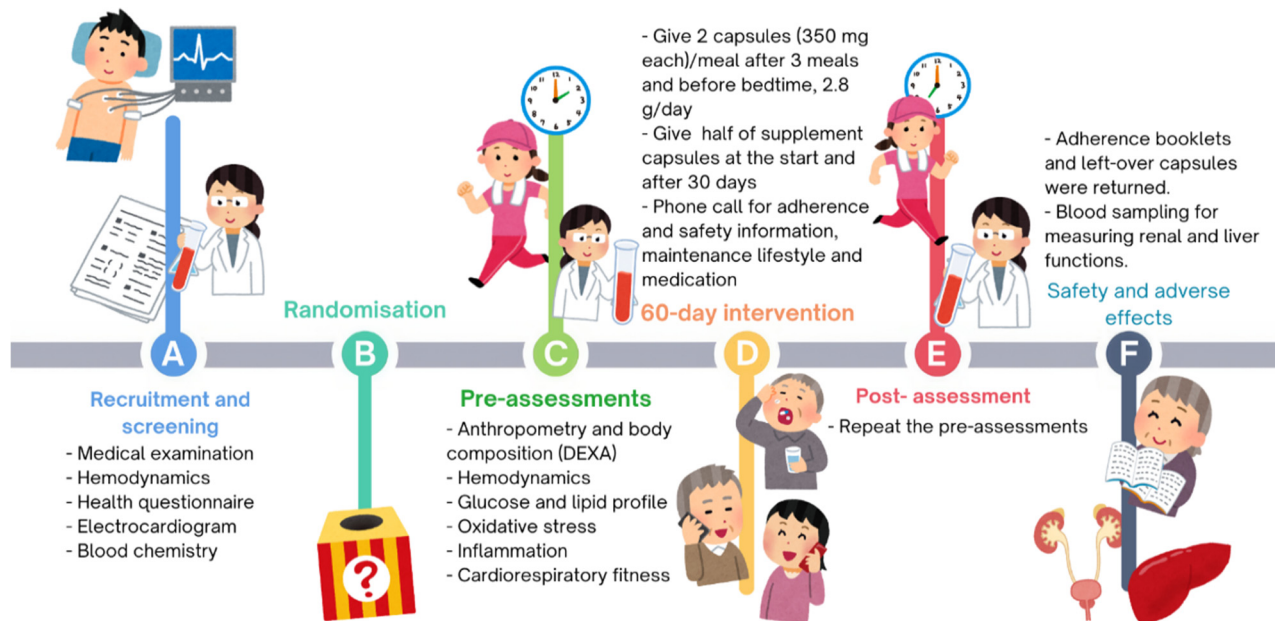 A
Recruitment and
screening
- Medical examination
- Hemodynamics
- Health questionnaire
- Electrocardiogram
- Blood chemistry
Randomisation
B
?
C
Pre-assessments
- Anthropometry and body
composition (DEXA)
- Hemodynamics
- Glucose and lipid profile
- Oxidative stress
- Inflammation
- Cardiorespiratory fitness
- Give 2 capsules (350 mg
each)/meal after 3 meals
and before bedtime, 2.8
g/day
- Give half of supplement
capsules at the start and
after 30 days
- Phone call for adherence
and safety information,
maintenance lifestyle and
medication
60-day intervention
D
E
Post- assessment
- Repeat the pre-assessments
- Adherence booklets
and left-over capsules
were returned.
- Blood sampling for
measuring renal and liver
functions.
Safety and adverse
effects
F